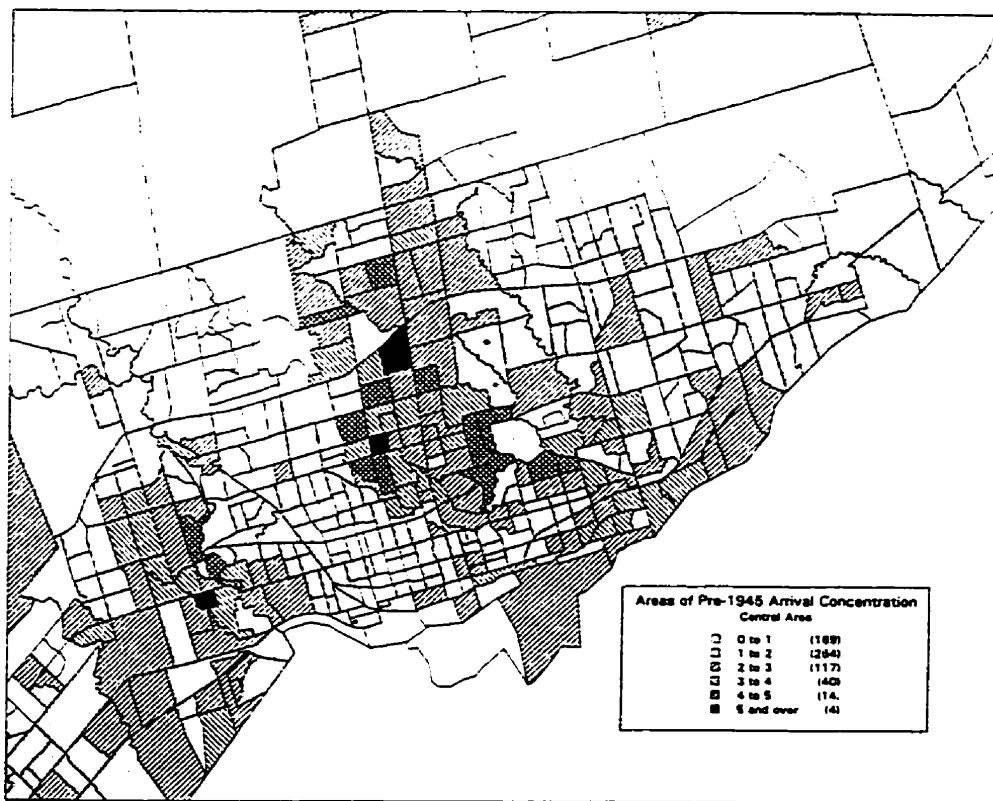 Areas of Pre-1945 Arrival Concentration
Central Area
0 to 1 (189)
1 to 2 (264)
2 to 3 (117)
3 to 4 (40)
4 to 5 (14,
5 and over (4)